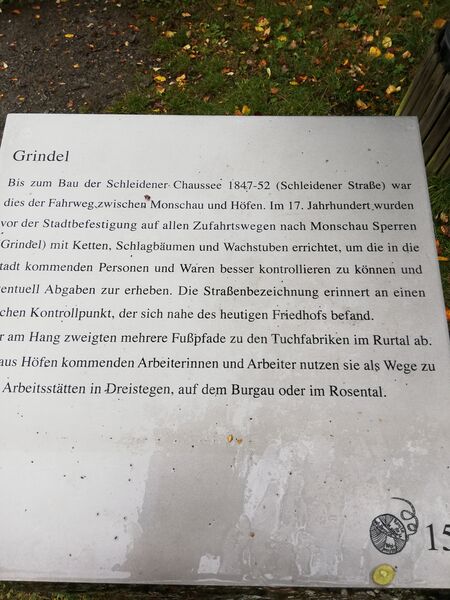 Grindel
Bis zum Bau der Schleidener Chaussee 1847-52 (Schleidener Straße) war
dies der Fahrweg zwischen Monschau und Höfen. Im 17. Jahrhundert wurden
vor der Stadtbefestigung auf allen Zufahrtswegen nach Monschau Sperren
(Grindel) mit Ketten, Schlagbäumen und Wachstuben errichtet, um die in die
tadt kommenden Personen und Waren besser kontrollieren zu können und
entuell Abgaben zur erheben. Die Straßenbezeichnung erinnert an einen
chen Kontrollpunkt, der sich nahe des heutigen Friedhofs befand.
r am Hang zweigten mehrere Fußpfade zu den Tuchfabriken im Rurtal ab.
aus Höfen kommenden Arbeiterinnen und Arbeiter nutzen sie als Wege zu
Arbeitsstätten in Dreistegen, auf dem Burgau oder im Rosental.
15